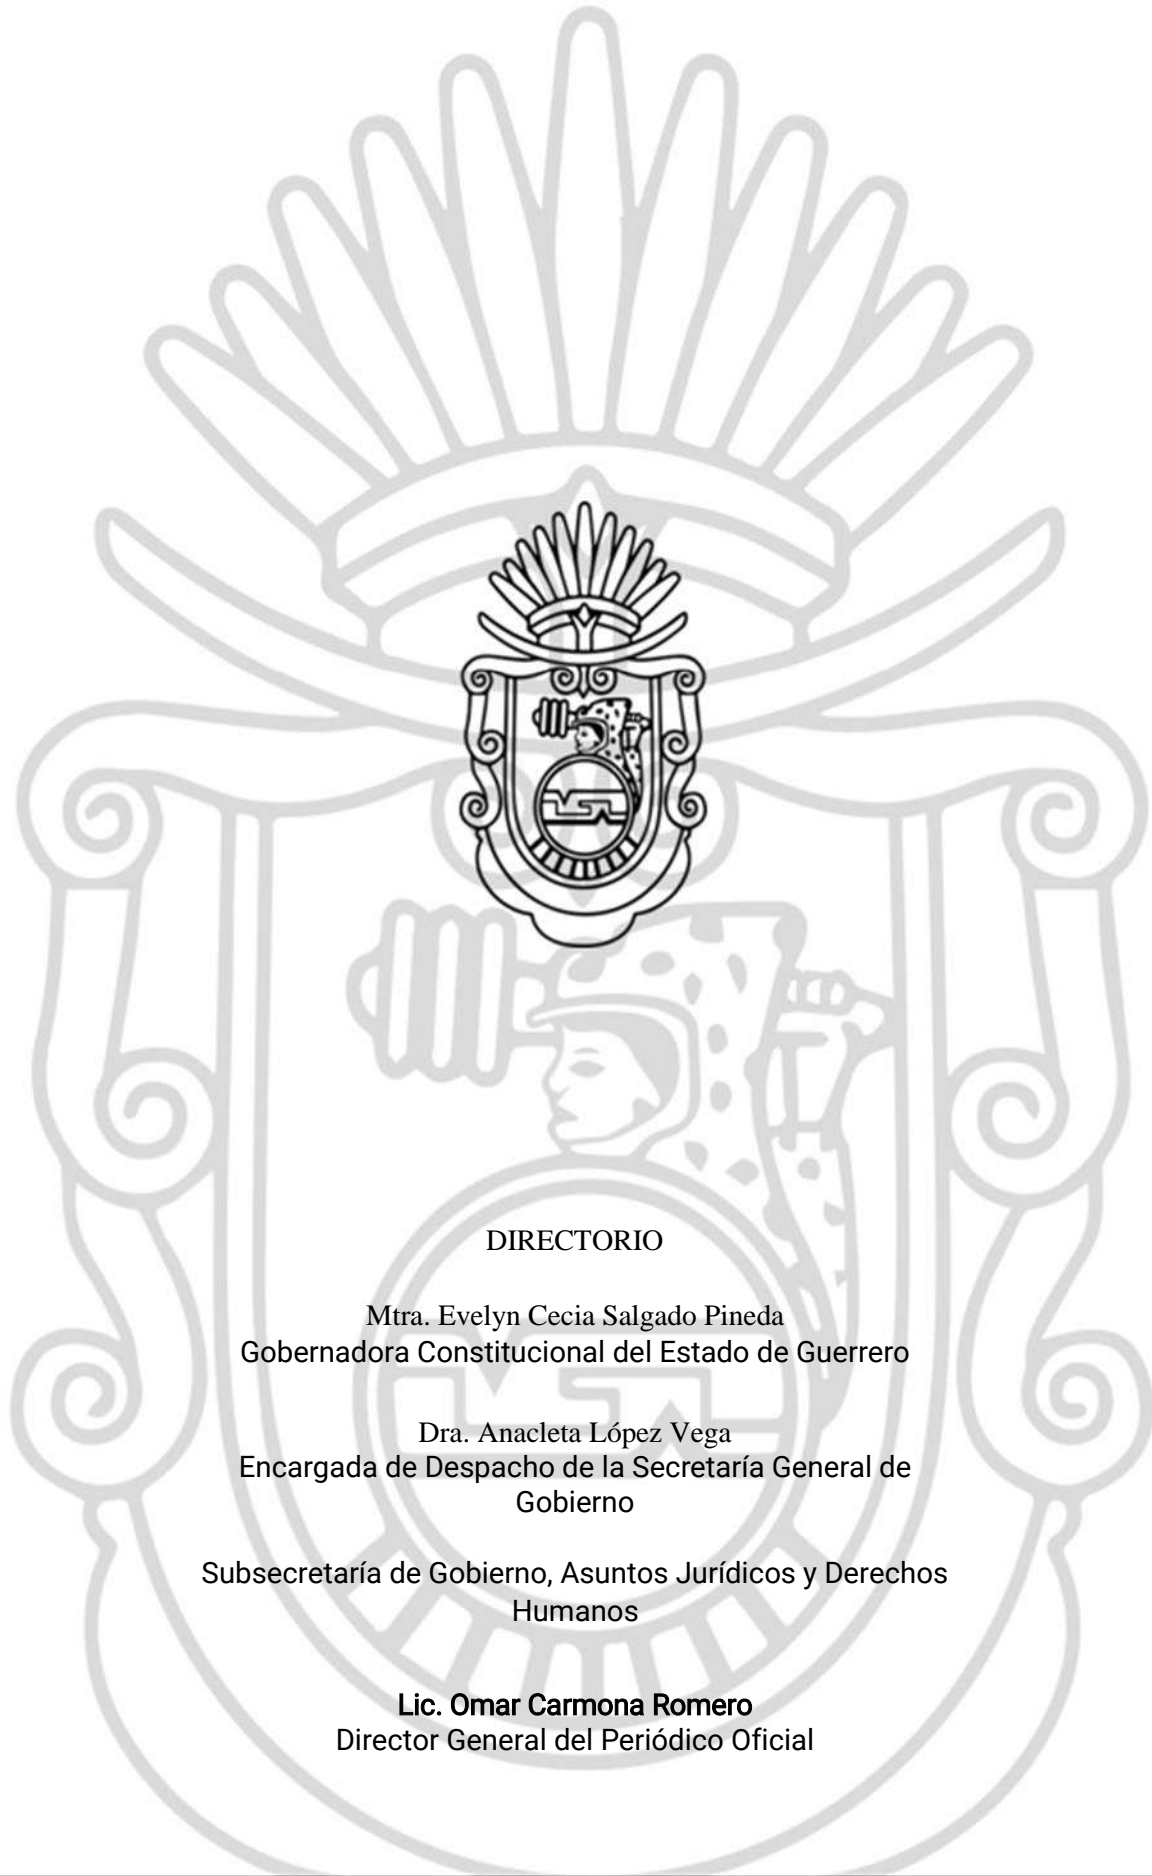 DIRECTORIO
Mtra. Evelyn Cecia Salgado Pineda
Gobernadora Constitucional del Estado de Guerrero
Dra. Anacleta López Vega
Encargada de Despacho de la Secretaría General de
Gobierno
Subsecretaría de Gobierno, Asuntos Jurídicos y Derechos
Humanos
Lic. Omar Carmona Romero
Director General del Periódico Oficial